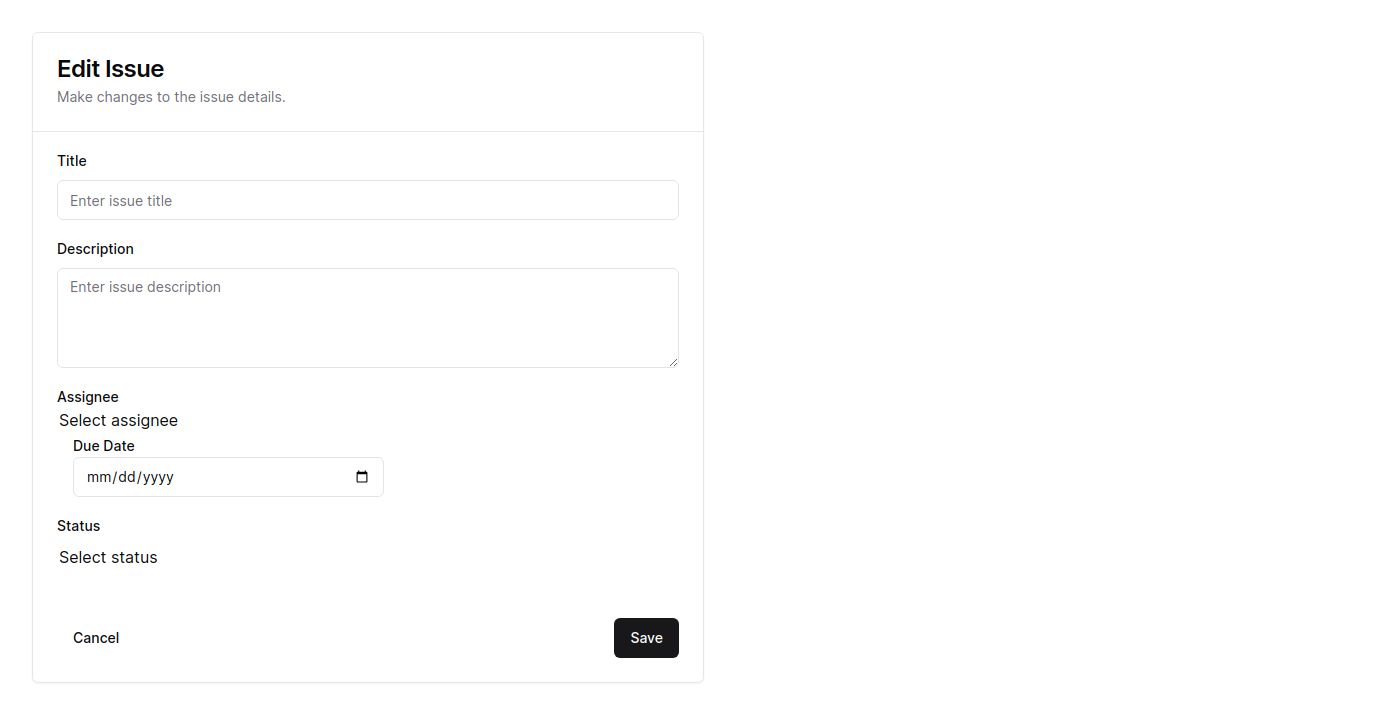 Edit Issue
Make changes to the issue details.
Title
Enter issue title
Description
Enter issue description
Assignee
Select assignee
Due Date
mm/dd/yyyy
Status
Select status
Cancel
Save